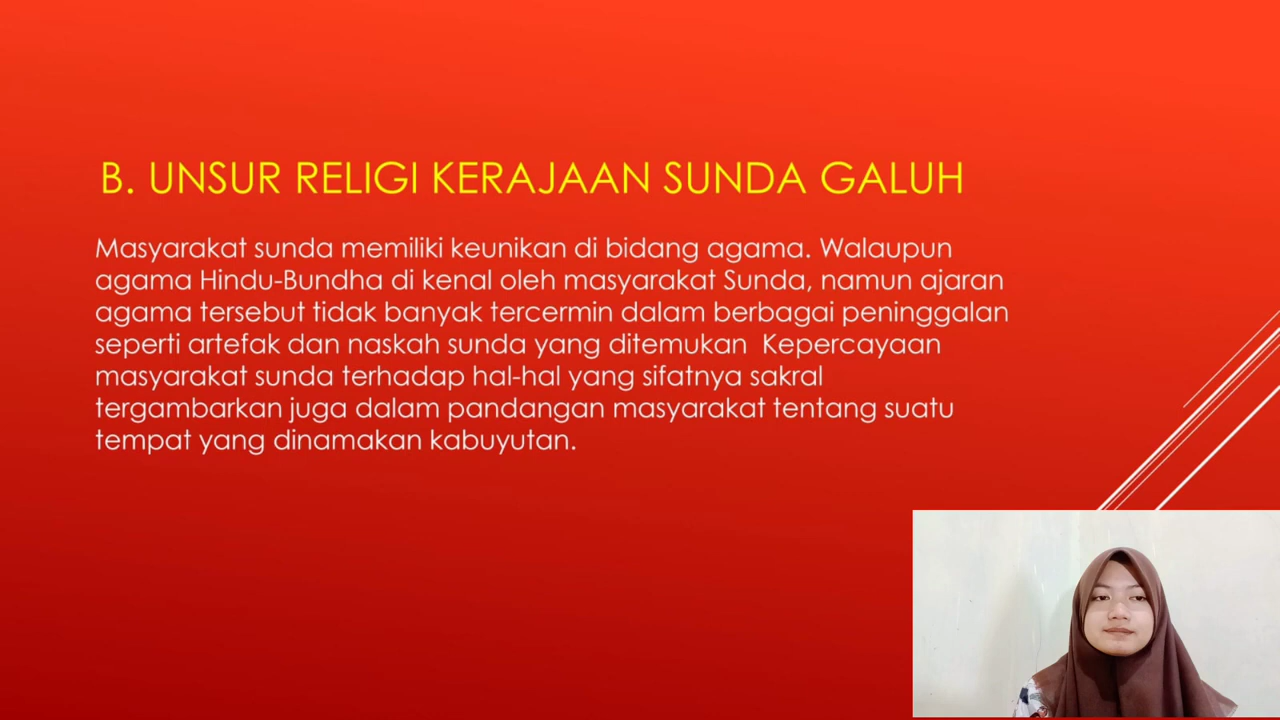 B. UNSUR RELIGI KERAJAAN SUNDA GALUH
Masyarakat sunda memiliki keunikan di bidang agama. Walaupun
agama Hindu-Bundha di kenal oleh masyarakat Sunda, namun ajaran
agama tersebut tidak banyak tercermin dalam berbagai peninggalan
seperti artefak dan naskah sunda yang ditemukan  Kepercayaan
masyarakat sunda terhadap hal-hal yang sifatnya sakral
tergambarkan juga dalam pandangan masyarakat tentang suatu
tempat yang dinamakan kabuyutan.